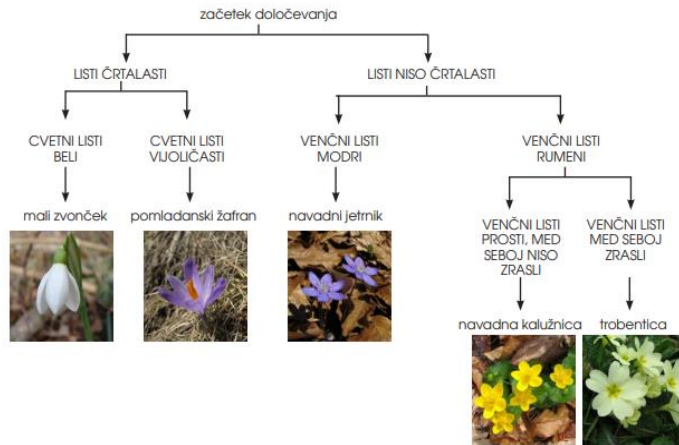 začetek določevanja
LISTI ČRTALASTI
LISTI NISO ČRTALASTI
CVETNI LISTI
BELI
CVETNI LISTI
VIJOLIČASTI
VENČNI LISTI
MODRI
VENČNI LISTI
RUMENI
mali zvonček
pomladanski žafran
navadni jetrnik
VENČNI LISTI
PROSTI, MED
SEBOJ NISO
ZRASLI
VENČNI LISTI
MED SEBOJ
ZRASLI
navadna kalužnica
trobentica